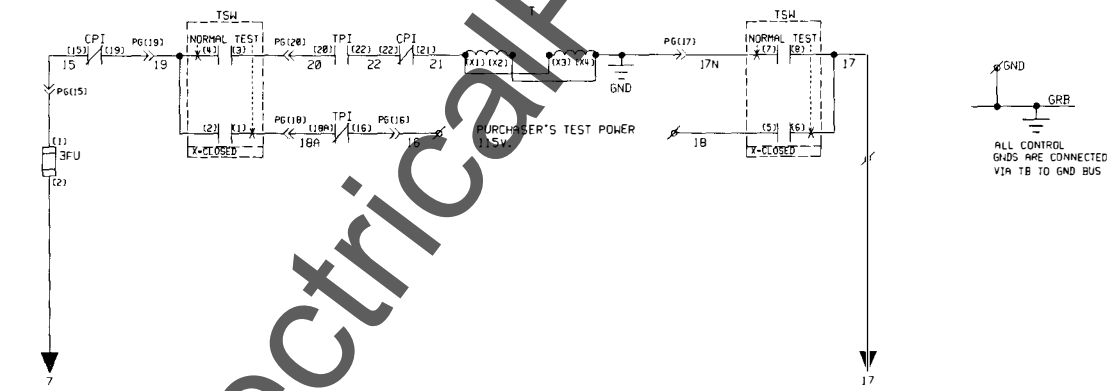 T
TSW
TSW
CPI
PG(19)
NORMAL TEST
PG(20)
TPI
CPI
PG(17)
NORMAL TEST
(15) (19)
(4) (3)
(20) (22) (22) (21)
(7) (8)
15
19
20
22
21
(X1) (X2)
(X3) (X4)
17N
17
GND
GND
PG(15)
PG(18)
TPI
PG(16)
GRB
(2) (1)
(18A) (16)
(5) (6)
18A
16
PURCHASER'S TEST POWER
115V.
18
X-CLOSED
X-CLOSED
(1)
3FU
(2)
ALL CONTROL
GNDS ARE CONNECTED
VIA TB TO GND BUS
7
17